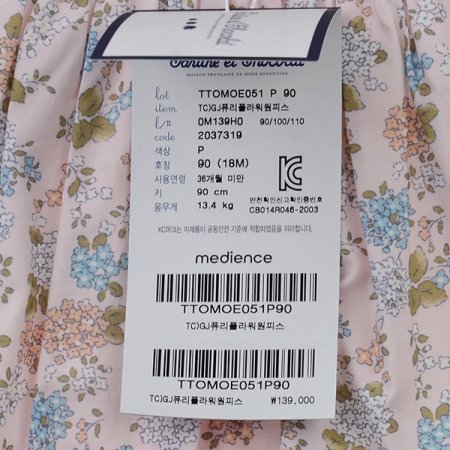 Tartine et Chocolat
MAISON FRANÇAISE DE MODE ENFANTINE
lot TTOMOE051 P 90
item TC)GJ퓨리플라워원피스
f/# 0M139H0 90/100/110
code 2037319
색상 P
호칭 90 (18M)
사용연령 36개월 미만
키 90 cm
몸무게 13.4 kg
안전확인신고확인증번호
CB014R046-2003
KC마크는 이제품이 공통안전 기준에 적합하였음을 의미합니다.
medience
TTOMOE051P90
TC)GJ퓨리플라워원피스
TTOMOE051P90
TC)GJ퓨리플라워원피스 ₩139,000